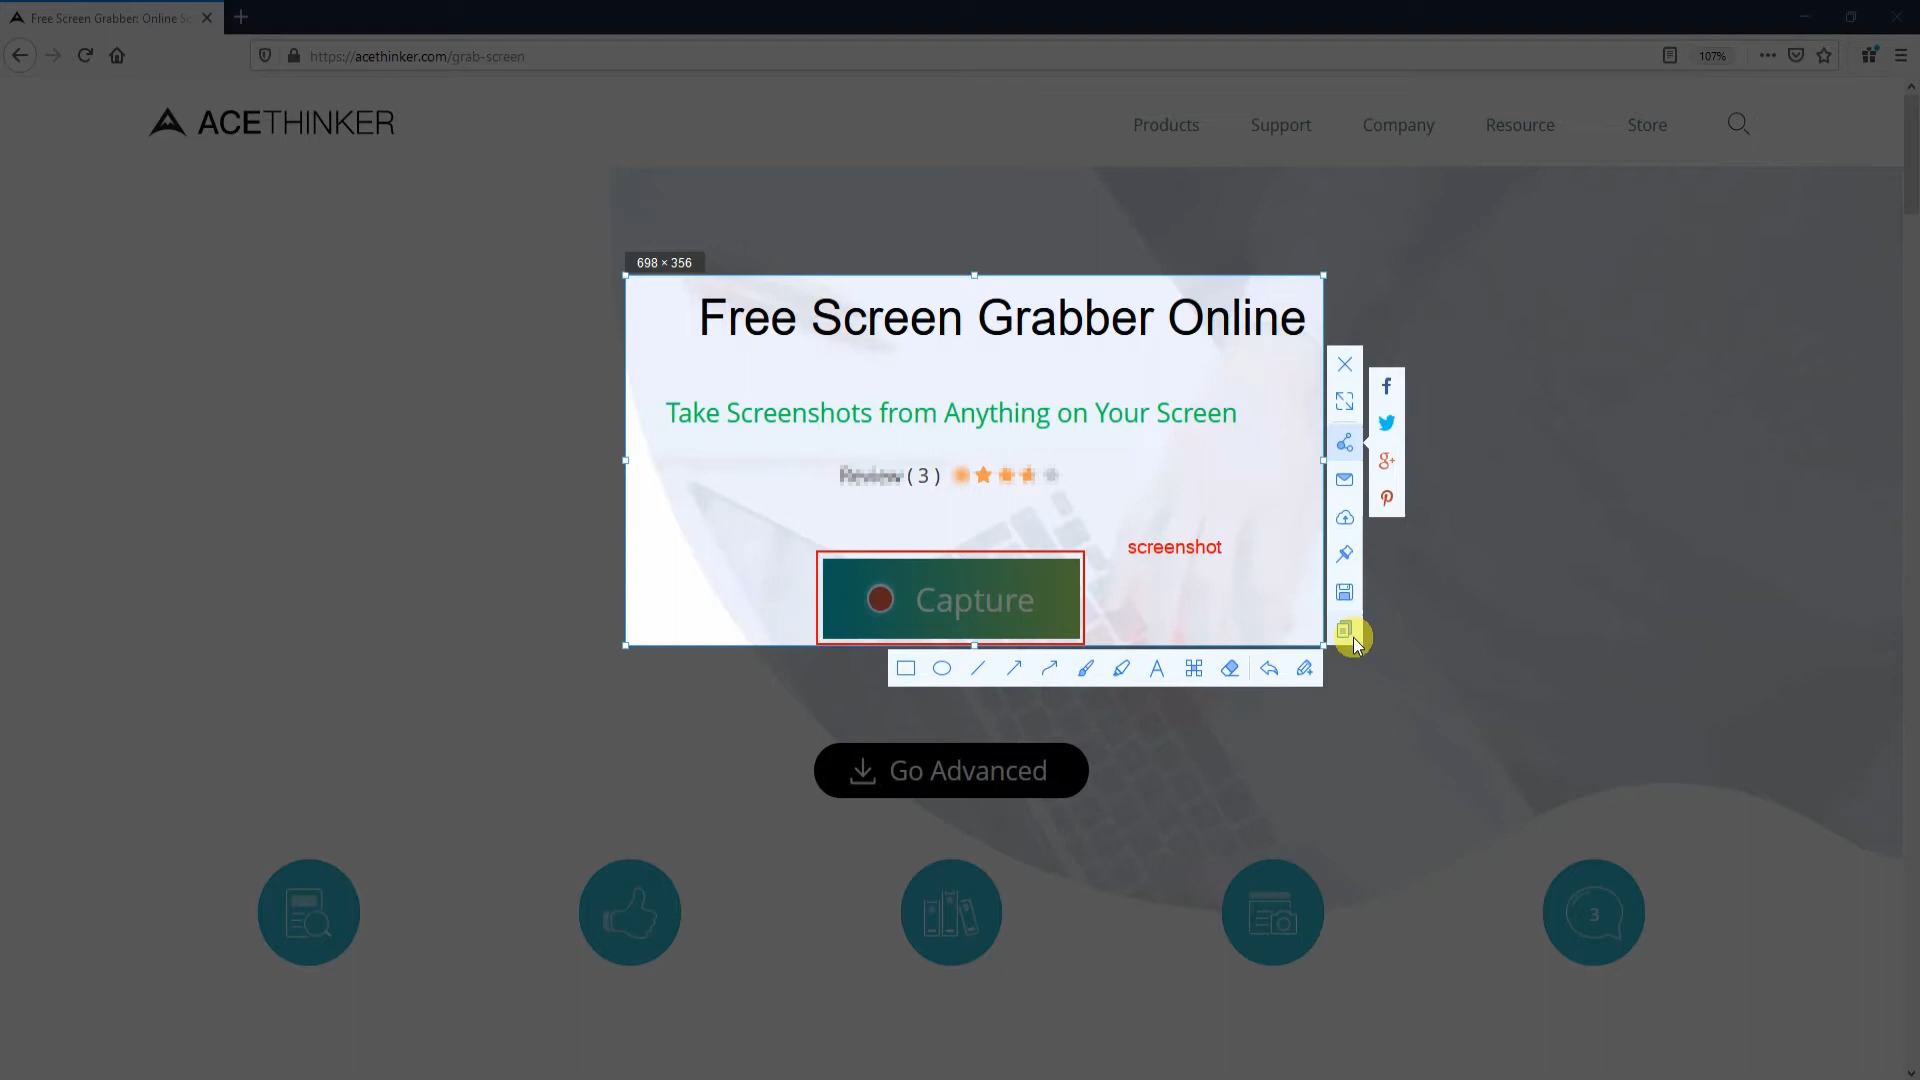 Free Screen Grabber: Online Sc
https://acethinker.com/grab-screen
107%
ACETHINKER
Products
Support
Company
Resource
Store
698 × 356
Free Screen Grabber Online
Take Screenshots from Anything on Your Screen
( 3 )
screenshot
Capture
Go Advanced
3